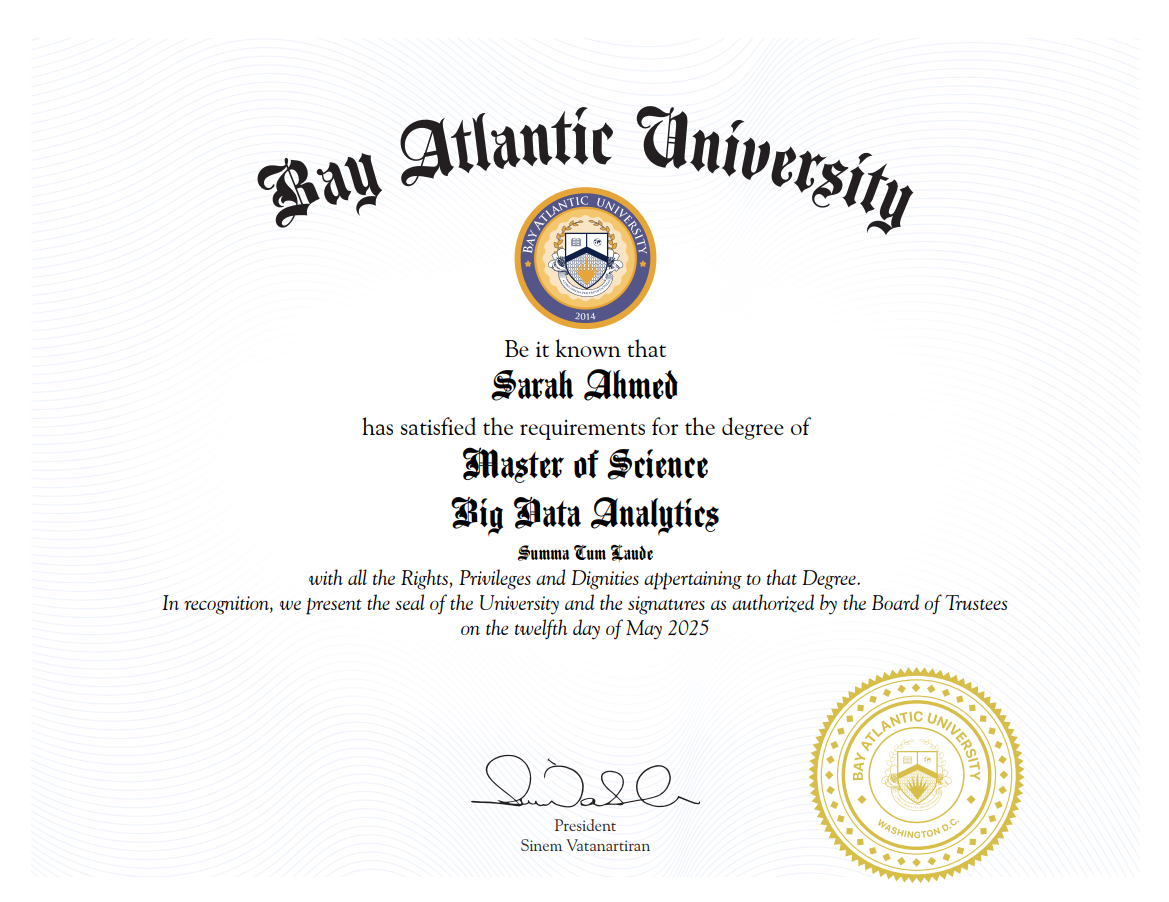 Bay Atlantic University
BAY ATLANTIC UNIVERSITY
2014
Be it known that
Sarah Ahmed
has satisfied the requirements for the degree of
Master of Science
Big Data Analytics
Summa Cum Laude
with all the Rights, Privileges and Dignities appertaining to that Degree.
In recognition, we present the seal of the University and the signatures as authorized by the Board of Trustees
on the twelfth day of May 2025
President
Sinem Vatanartiran
BAY ATLANTIC UNIVERSITY
WASHINGTON D.C.